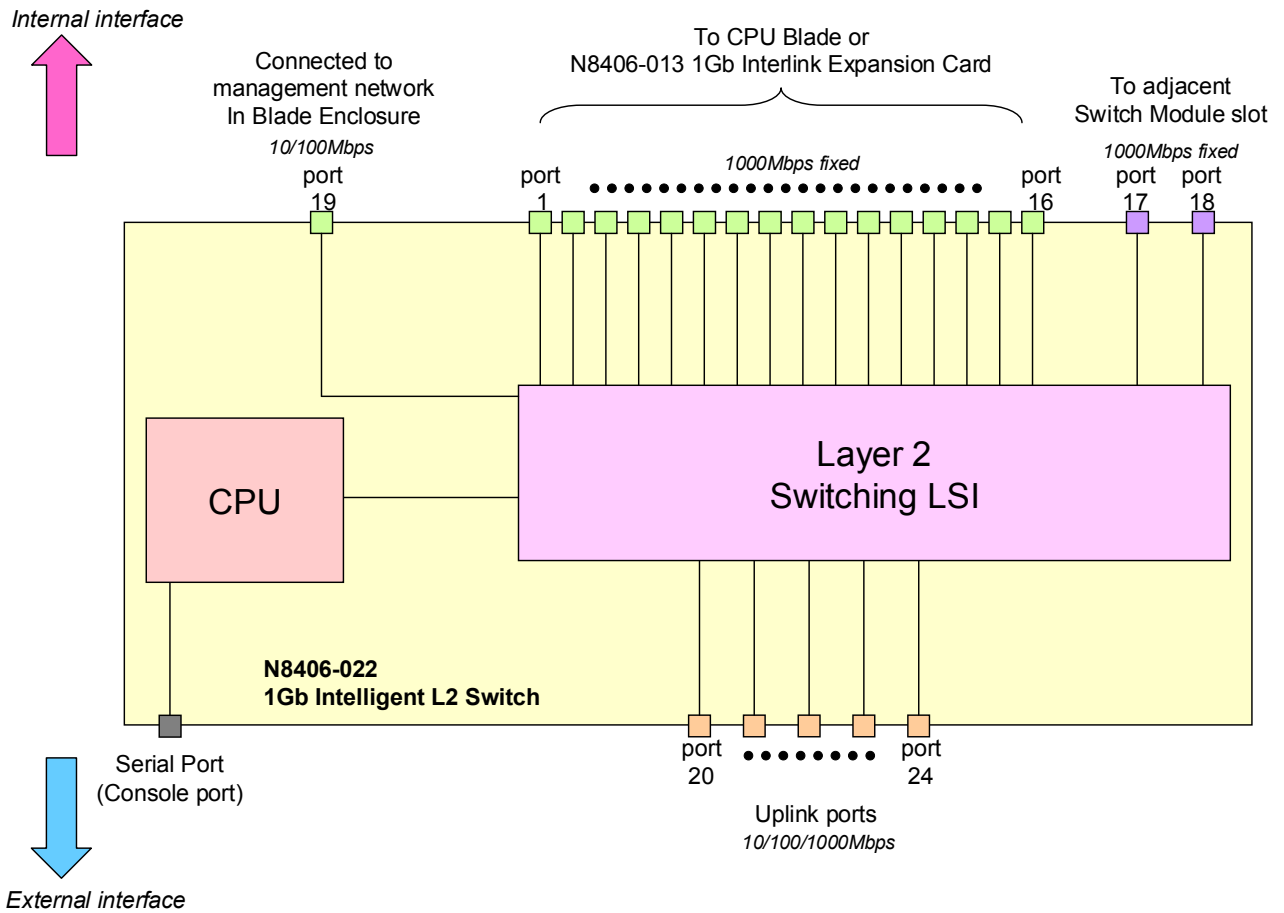 Internal interface
Connected to
management network
In Blade Enclosure
10/100Mbps
port
19
To CPU Blade or
N8406-013 1Gb Interlink Expansion Card
1000Mbps fixed
port
1
port
16
To adjacent
Switch Module slot
1000Mbps fixed
port
17
port
18
CPU
Layer 2
Switching LSI
N8406-022
1Gb Intelligent L2 Switch
Serial Port
(Console port)
port
20
port
24
Uplink ports
10/100/1000Mbps
External interface